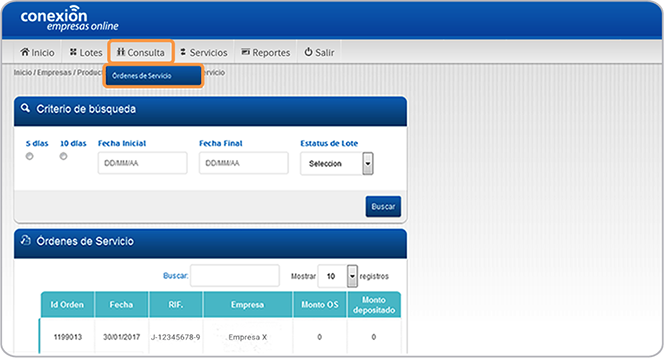 conexión
empresas online
Inicio Lotes Consulta Servicios Reportes Salir
Inicio / Empresas / Produc Órdenes de Servicio rvicio
Criterio de búsqueda
5 días 10 días Fecha Inicial Fecha Final Estatus de Lote
DD/MM/AA DD/MM/AA Seleccion
Buscar
Órdenes de Servicio
Buscar: Mostrar 10 registros
Id Orden Fecha RIF. Empresa Monto OS Monto depositado
1199013 30/01/2017 J-12345678-9 ..Empresa X 0 0